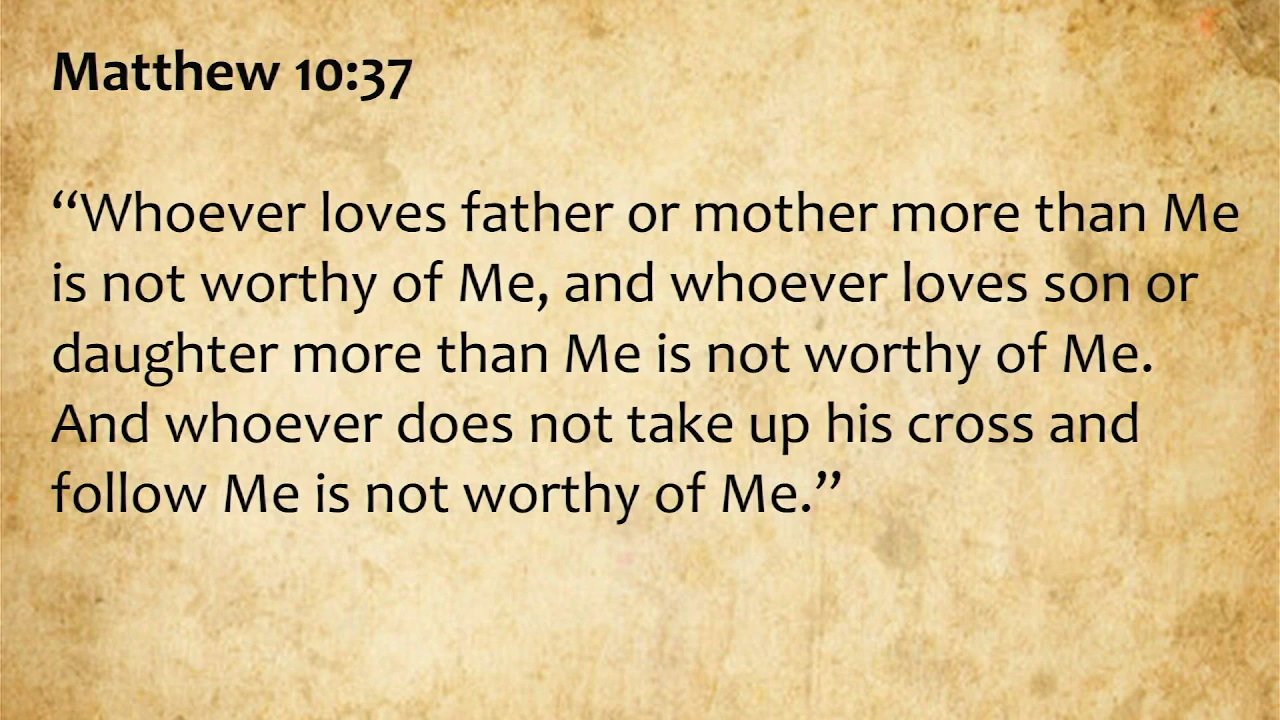 Matthew 10:37
“Whoever loves father or mother more than Me
is not worthy of Me, and whoever loves son or
daughter more than Me is not worthy of Me.
And whoever does not take up his cross and
follow Me is not worthy of Me.”